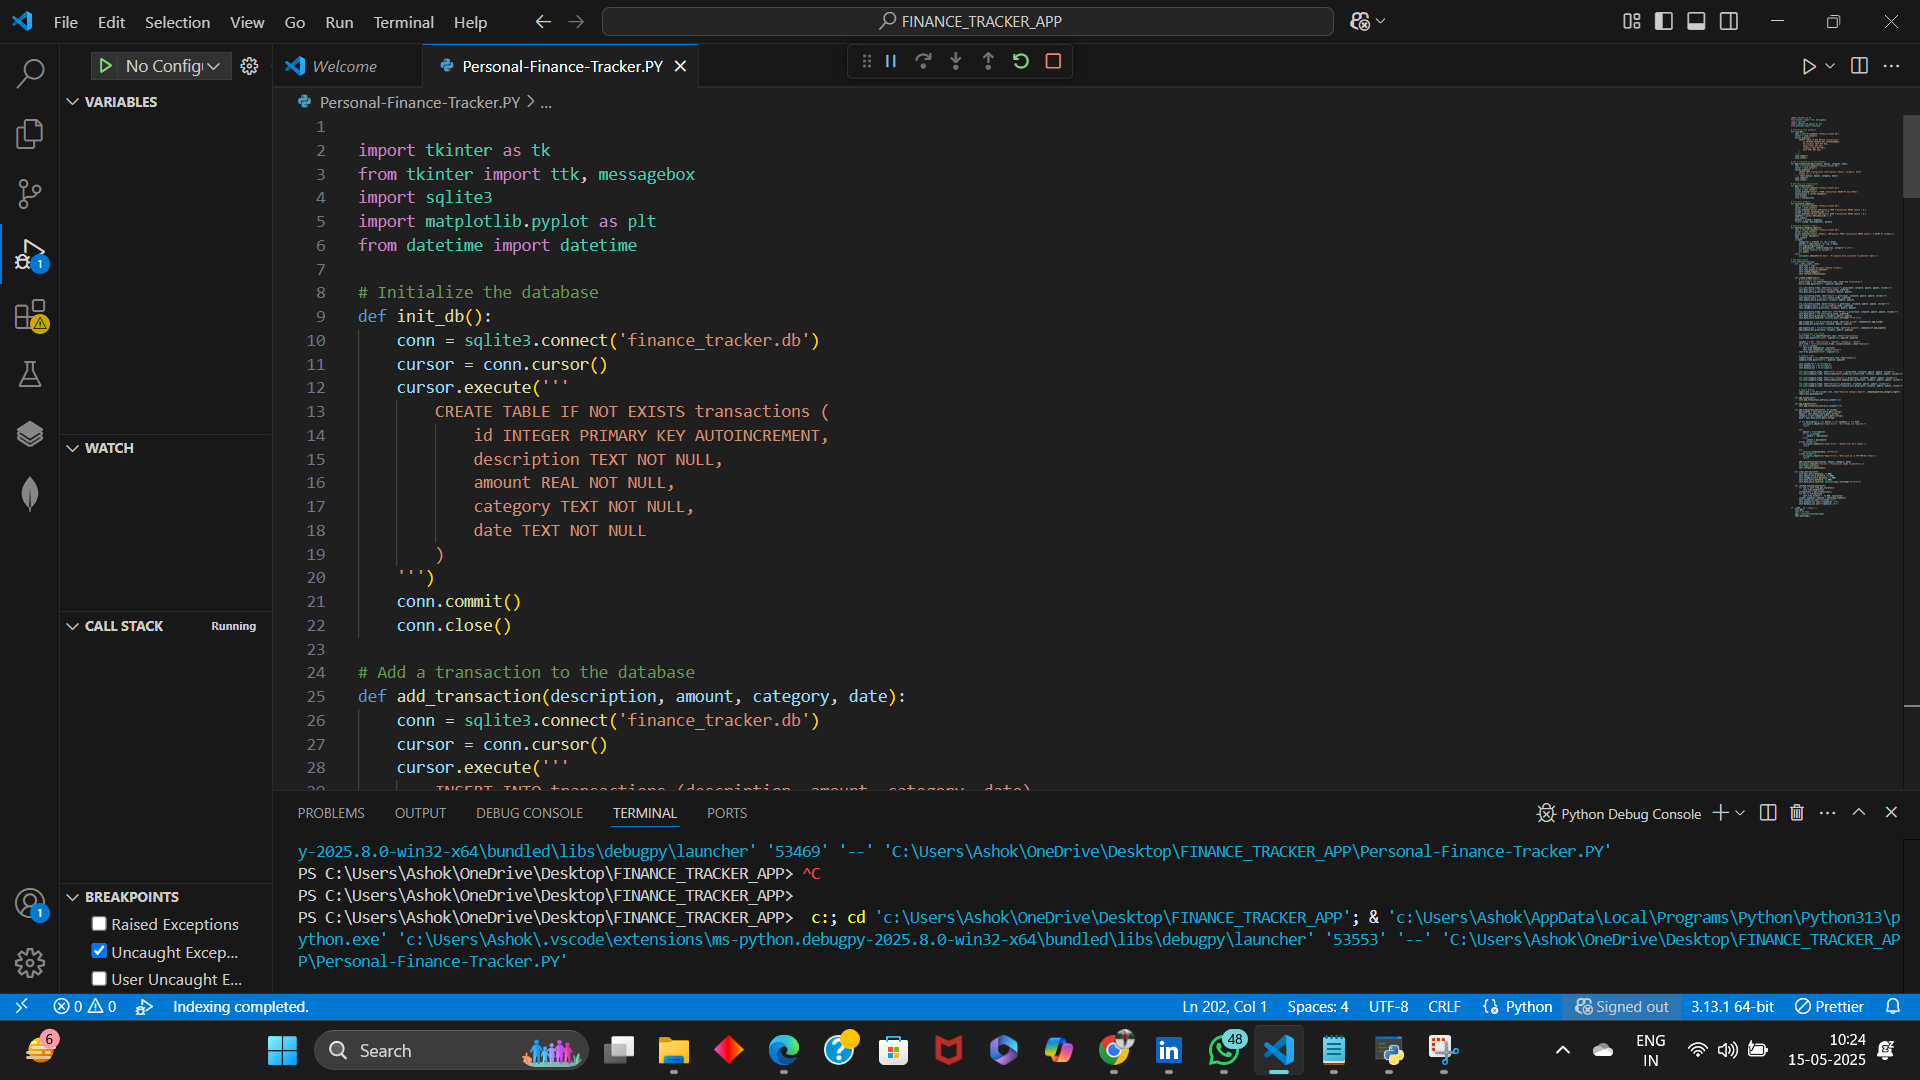 File Edit Selection View Go Run Terminal Help
FINANCE_TRACKER_APP
No Config
Welcome
Personal-Finance-Tracker.PY
VARIABLES
Personal-Finance-Tracker.PY > ...
1
2 import tkinter as tk
3 from tkinter import ttk, messagebox
4 import sqlite3
5 import matplotlib.pyplot as plt
6 from datetime import datetime
7
8 # Initialize the database
9 def init_db():
10 conn = sqlite3.connect('finance_tracker.db')
11 cursor = conn.cursor()
12 cursor.execute('''
13 CREATE TABLE IF NOT EXISTS transactions (
14 id INTEGER PRIMARY KEY AUTOINCREMENT,
15 description TEXT NOT NULL,
16 amount REAL NOT NULL,
17 category TEXT NOT NULL,
18 date TEXT NOT NULL
19 )
20 ''')
21 conn.commit()
22 conn.close()
23
24 # Add a transaction to the database
25 def add_transaction(description, amount, category, date):
26 conn = sqlite3.connect('finance_tracker.db')
27 cursor = conn.cursor()
28 cursor.execute('''
29 INSERT INTO transactions (description, amount, category, date)
WATCH
CALL STACK Running
BREAKPOINTS
Raised Exceptions
Uncaught Excep...
User Uncaught E...
PROBLEMS OUTPUT DEBUG CONSOLE TERMINAL PORTS
Python Debug Console
y-2025.8.0-win32-x64\bundled\libs\debugpy\launcher' '53469' '--' 'C:\Users\Ashok\OneDrive\Desktop\FINANCE_TRACKER_APP\Personal-Finance-Tracker.PY'
PS C:\Users\Ashok\OneDrive\Desktop\FINANCE_TRACKER_APP> ^C
PS C:\Users\Ashok\OneDrive\Desktop\FINANCE_TRACKER_APP>
PS C:\Users\Ashok\OneDrive\Desktop\FINANCE_TRACKER_APP> c:; cd 'c:\Users\Ashok\OneDrive\Desktop\FINANCE_TRACKER_APP'; & 'c:\Users\Ashok\AppData\Local\Programs\Python\Python313\p
ython.exe' 'c:\Users\Ashok\.vscode\extensions\ms-python.debugpy-2025.8.0-win32-x64\bundled\libs\debugpy\launcher' '53553' '--' 'C:\Users\Ashok\OneDrive\Desktop\FINANCE_TRACKER_AP
P\Personal-Finance-Tracker.PY'
0 0 Indexing completed.
Ln 202, Col 1 Spaces: 4 UTF-8 CRLF {} Python Signed out 3.13.1 64-bit Prettier
6
Search
48
ENG
IN
10:24
15-05-2025